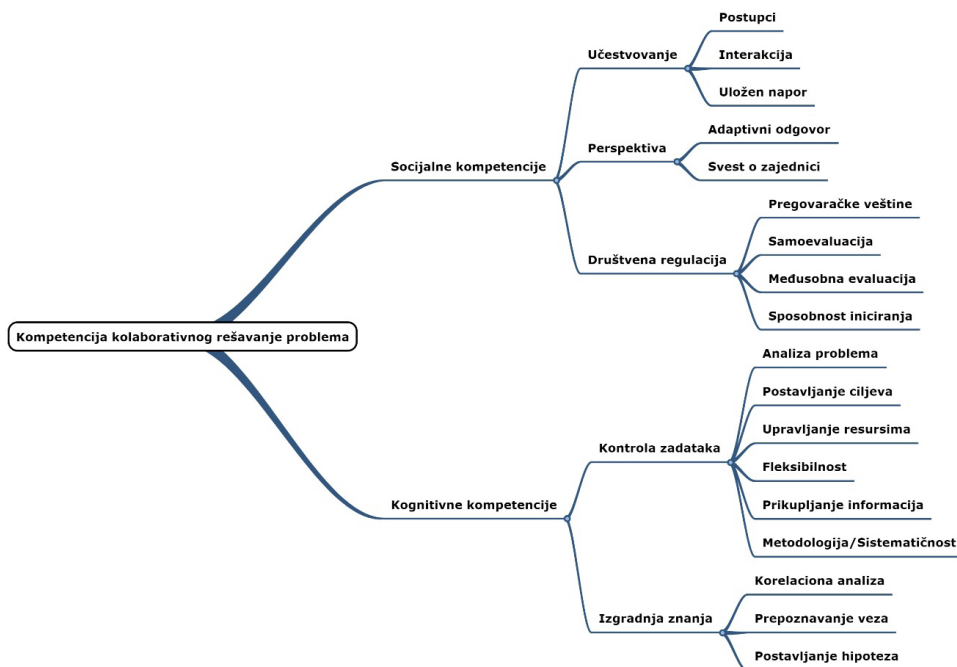 Kompetencija kolaborativnog rešavanje problema
Socijalne kompetencije
Učestvovanje
Postupci
Interakcija
Uložen napor
Perspektiva
Adaptivni odgovor
Svest o zajednici
Društvena regulacija
Pregovaračke veštine
Samoevaluacija
Međusobna evaluacija
Sposobnost iniciranja
Kognitivne kompetencije
Kontrola zadataka
Analiza problema
Postavljanje ciljeva
Upravljanje resursima
Fleksibilnost
Prikupljanje informacija
Metodologija/Sistematičnost
Izgradnja znanja
Korelaciona analiza
Prepoznavanje veza
Postavljanje hipoteza